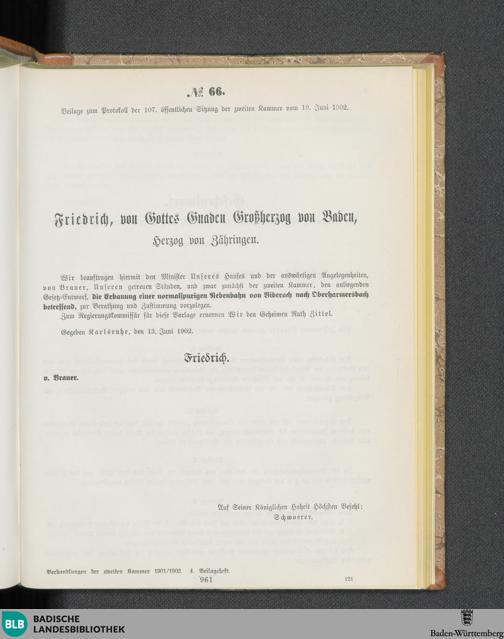 № 66.
Beilage zum Protokoll der 107. öffentlichen Sitzung der zweiten Kammer vom 19. Juni 1902.
Friedrich, von Gottes Gnaden Großherzog von Baden,
Herzog von Zähringen.
Wir beauftragen hiermit den Minister Unseres Hauses und der auswärtigen Angelegenheiten,
von Brauer, Unseren getreuen Ständen, und zwar zunächst der zweiten Kammer, den anliegenden
Gesetz-Entwurf, die Erbauung einer normalspurigen Nebenbahn von Biberach nach Oberharmersbach
betreffend, zur Berathung und Zustimmung vorzulegen.
Zum Regierungskommissär für diese Vorlage ernennen Wir den Geheimen Rath Zittel.
Gegeben Karlsruhe, den 13. Juni 1902.
Friedrich.
v. Brauer.
Auf Seiner Königlichen Hoheit Höchsten Befehl:
Schwoerer.
Verhandlungen der zweiten Kammer 1901/1902. 4. Beilageheft.
961
121
BLB BADISCHE
LANDESBIBLIOTHEK
Baden-Württemberg